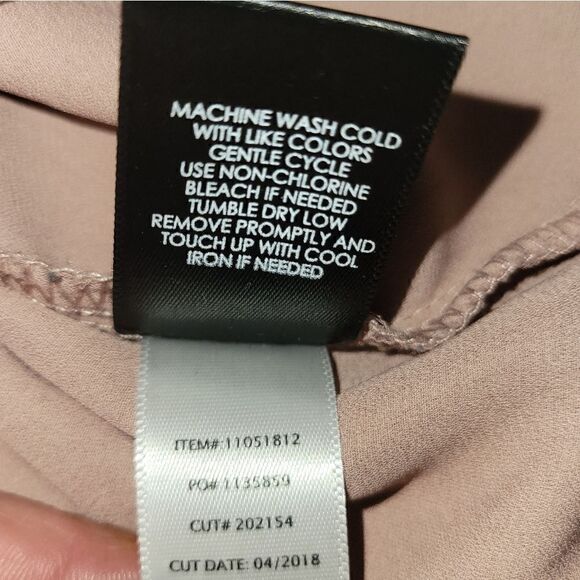 MACHINE WASH COLD
WITH LIKE COLORS
GENTLE CYCLE
USE NON-CHLORINE
BLEACH IF NEEDED
TUMBLE DRY LOW
REMOVE PROMPTLY AND
TOUCH UP WITH COOL
IRON IF NEEDED
ITEM#:11051812
PO# 1135859
CUT# 202154
CUT DATE: 04/2018